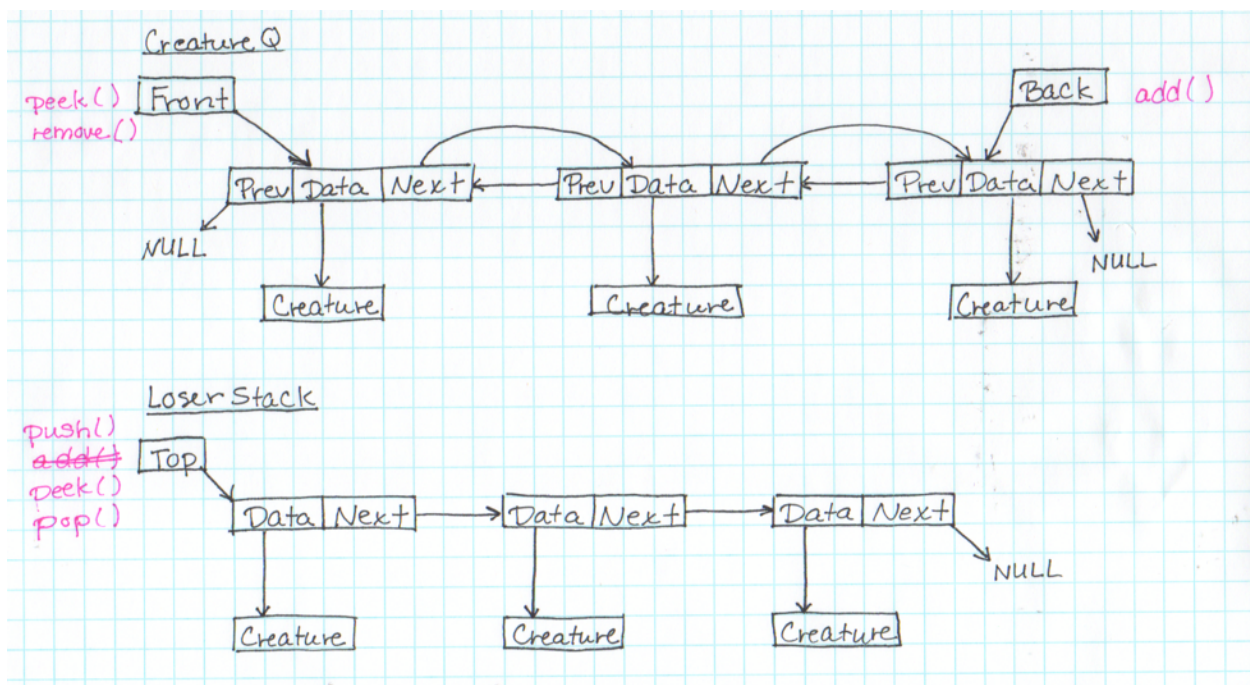 Creature Q
peek() Front Back add()
remove()
Prev Data Next Prev Data Next Prev Data Next
NULL NULL
Creature Creature Creature
Loser Stack
push()
add() Top
peek()
pop() Data Next Data Next Data Next
NULL
Creature Creature Creature